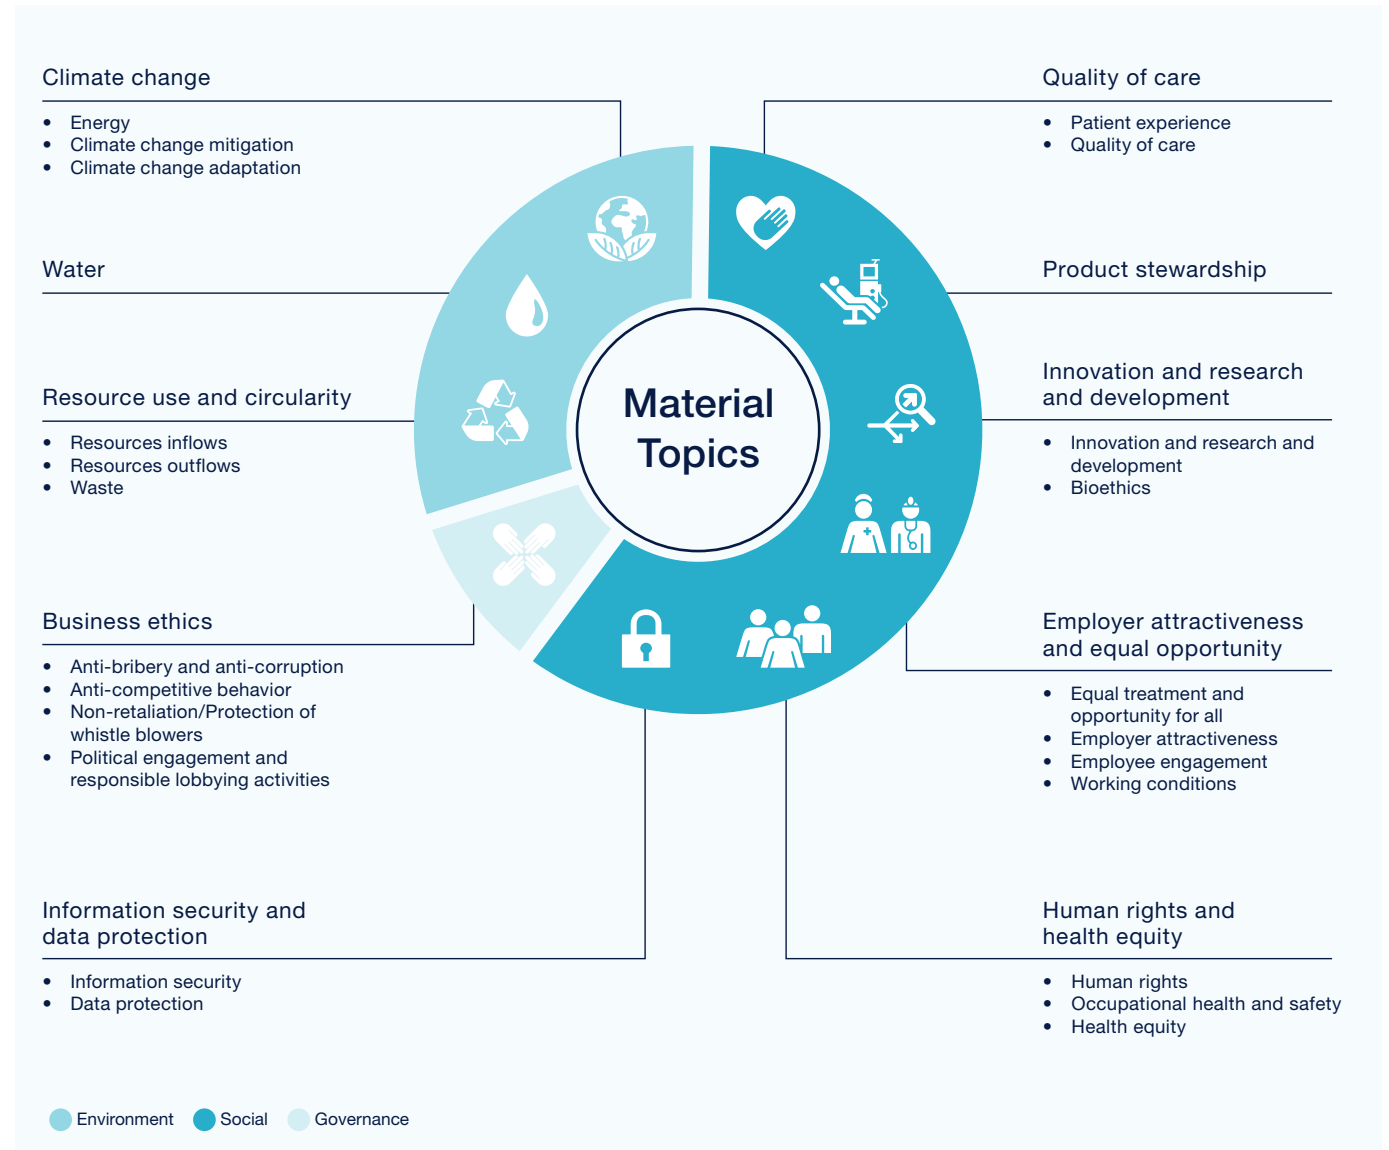 Climate change
• Energy
• Climate change mitigation
• Climate change adaptation
Water
Resource use and circularity
• Resources inflows
• Resources outflows
• Waste
Business ethics
• Anti-bribery and anti-corruption
• Anti-competitive behavior
• Non-retaliation/Protection of
whistle blowers
• Political engagement and
responsible lobbying activities
Information security and
data protection
• Information security
• Data protection
Material
Topics
Quality of care
• Patient experience
• Quality of care
Product stewardship
Innovation and research
and development
• Innovation and research and
development
• Bioethics
Employer attractiveness
and equal opportunity
• Equal treatment and
opportunity for all
• Employer attractiveness
• Employee engagement
• Working conditions
Human rights and
health equity
• Human rights
• Occupational health and safety
• Health equity
Environment
Social
Governance